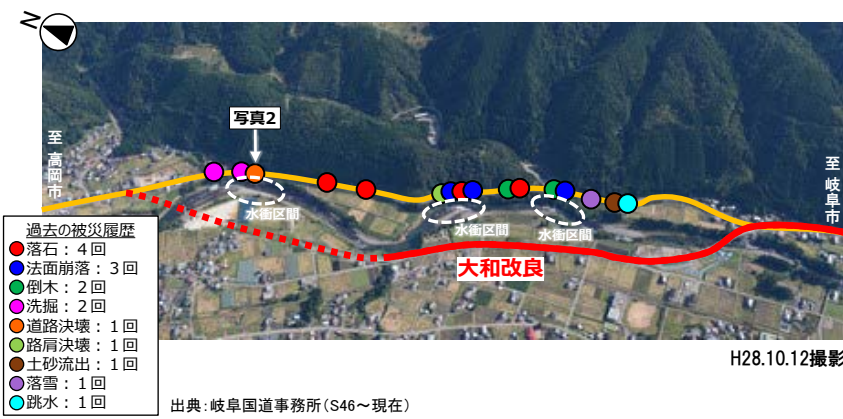 N
至 高岡市
写真2
至 岐阜市
水衝区間
水衝区間
水衝区間
大和改良
過去の被災履歴
落石：４回
法面崩落：３回
倒木：２回
洗掘：２回
道路決壊：１回
路肩決壊：１回
土砂流出：１回
落雪：１回
跳水：１回
H28.10.12撮影
出典：岐阜国道事務所（S46～現在）